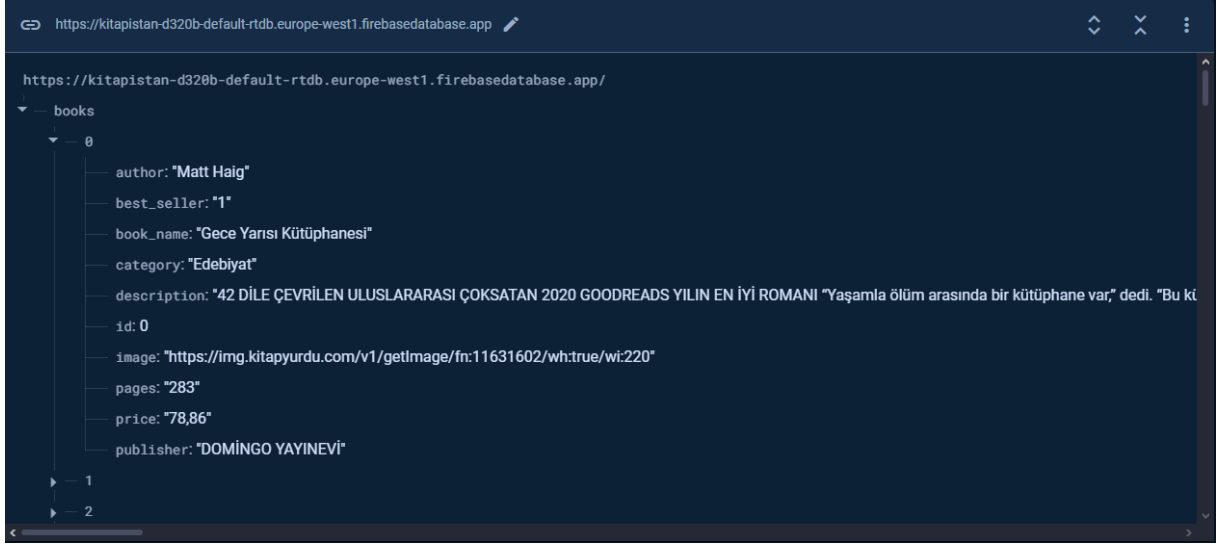 https://kitapistan-d320b-default-rtdb.europe-west1.firebasedatabase.app
https://kitapistan-d320b-default-rtdb.europe-west1.firebasedatabase.app/
books
0
author: "Matt Haig"
best_seller: "1"
book_name: "Gece Yarısı Kütüphanesi"
category: "Edebiyat"
description: "42 DİLE ÇEVRİLEN ULUSLARARASI ÇOKSATAN 2020 GOODREADS YILIN EN İYİ ROMANI “Yaşamla ölüm arasında bir kütüphane var,” dedi. “Bu kü
id: 0
image: "https://img.kitapyurdu.com/v1/getImage/fn:11631602/wh:true/wi:220"
pages: "283"
price: "78,86"
publisher: "DOMİNGO YAYINEVİ"
1
2